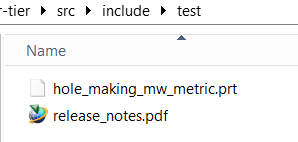 r-tier > src > include > test
Name
hole_making_mw_metric.prt
release_notes.pdf